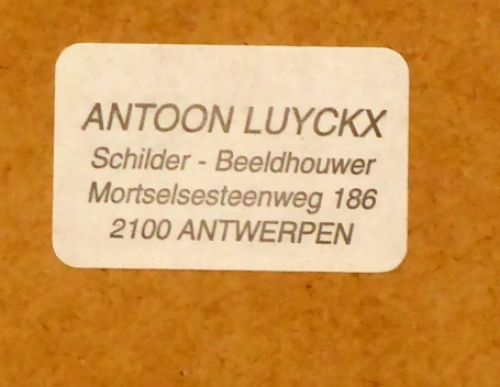 ANTOON LUYCKX
Schilder - Beeldhouwer
Mortselsesteenweg 186
2100 ANTWERPEN